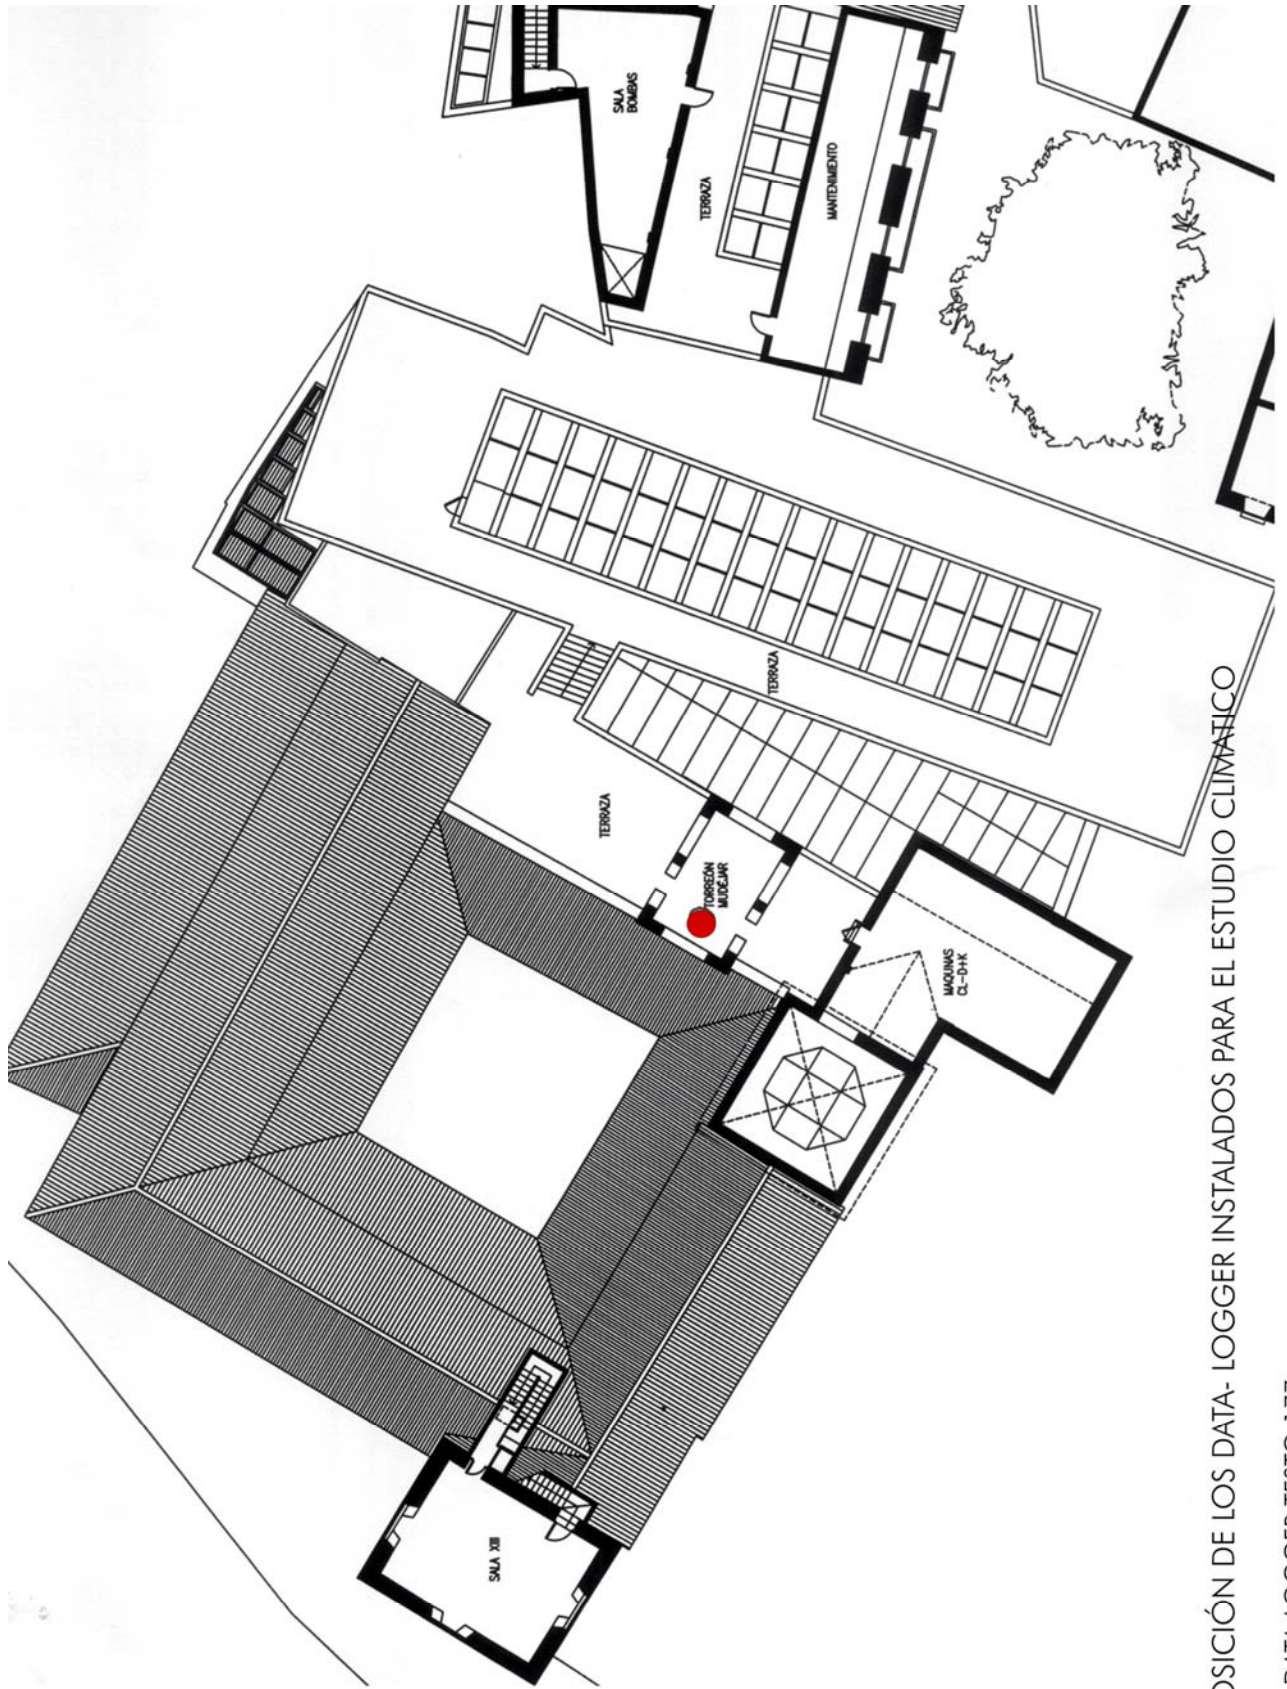 SALA
BOMBAS
TERRAZA
MANTENIMIENTO
TERRAZA
TERRAZA
TORREÓN
MUDÉJAR
MAQUINAS
CL-D+K
SALA XIII
OSICIÓN DE LOS DATA- LOGGER INSTALADOS PARA EL ESTUDIO CLIMATICO